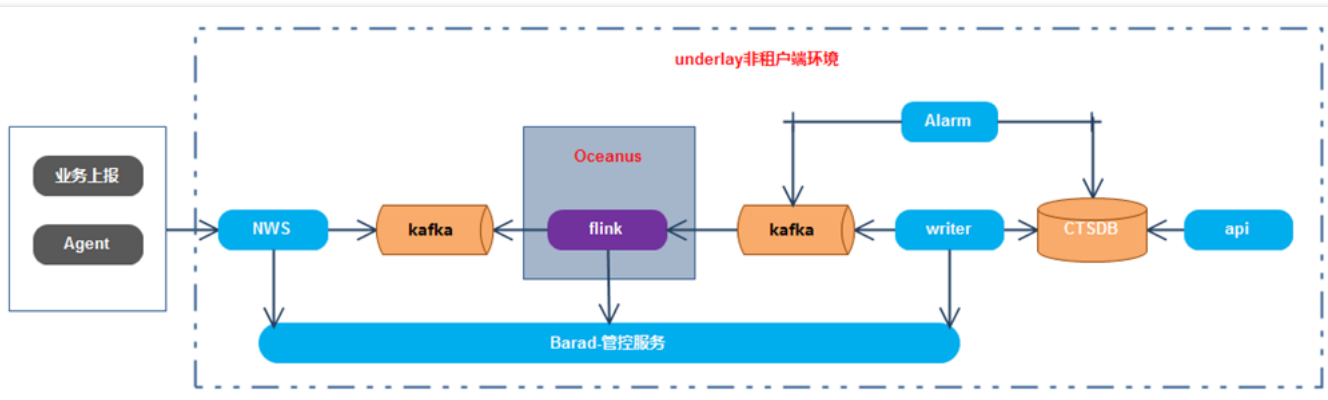 underlay非租户端环境
Alarm
Oceanus
业务上报
Agent
NWS
kafka
flink
kafka
writer
CTSDB
api
Barad-管控服务